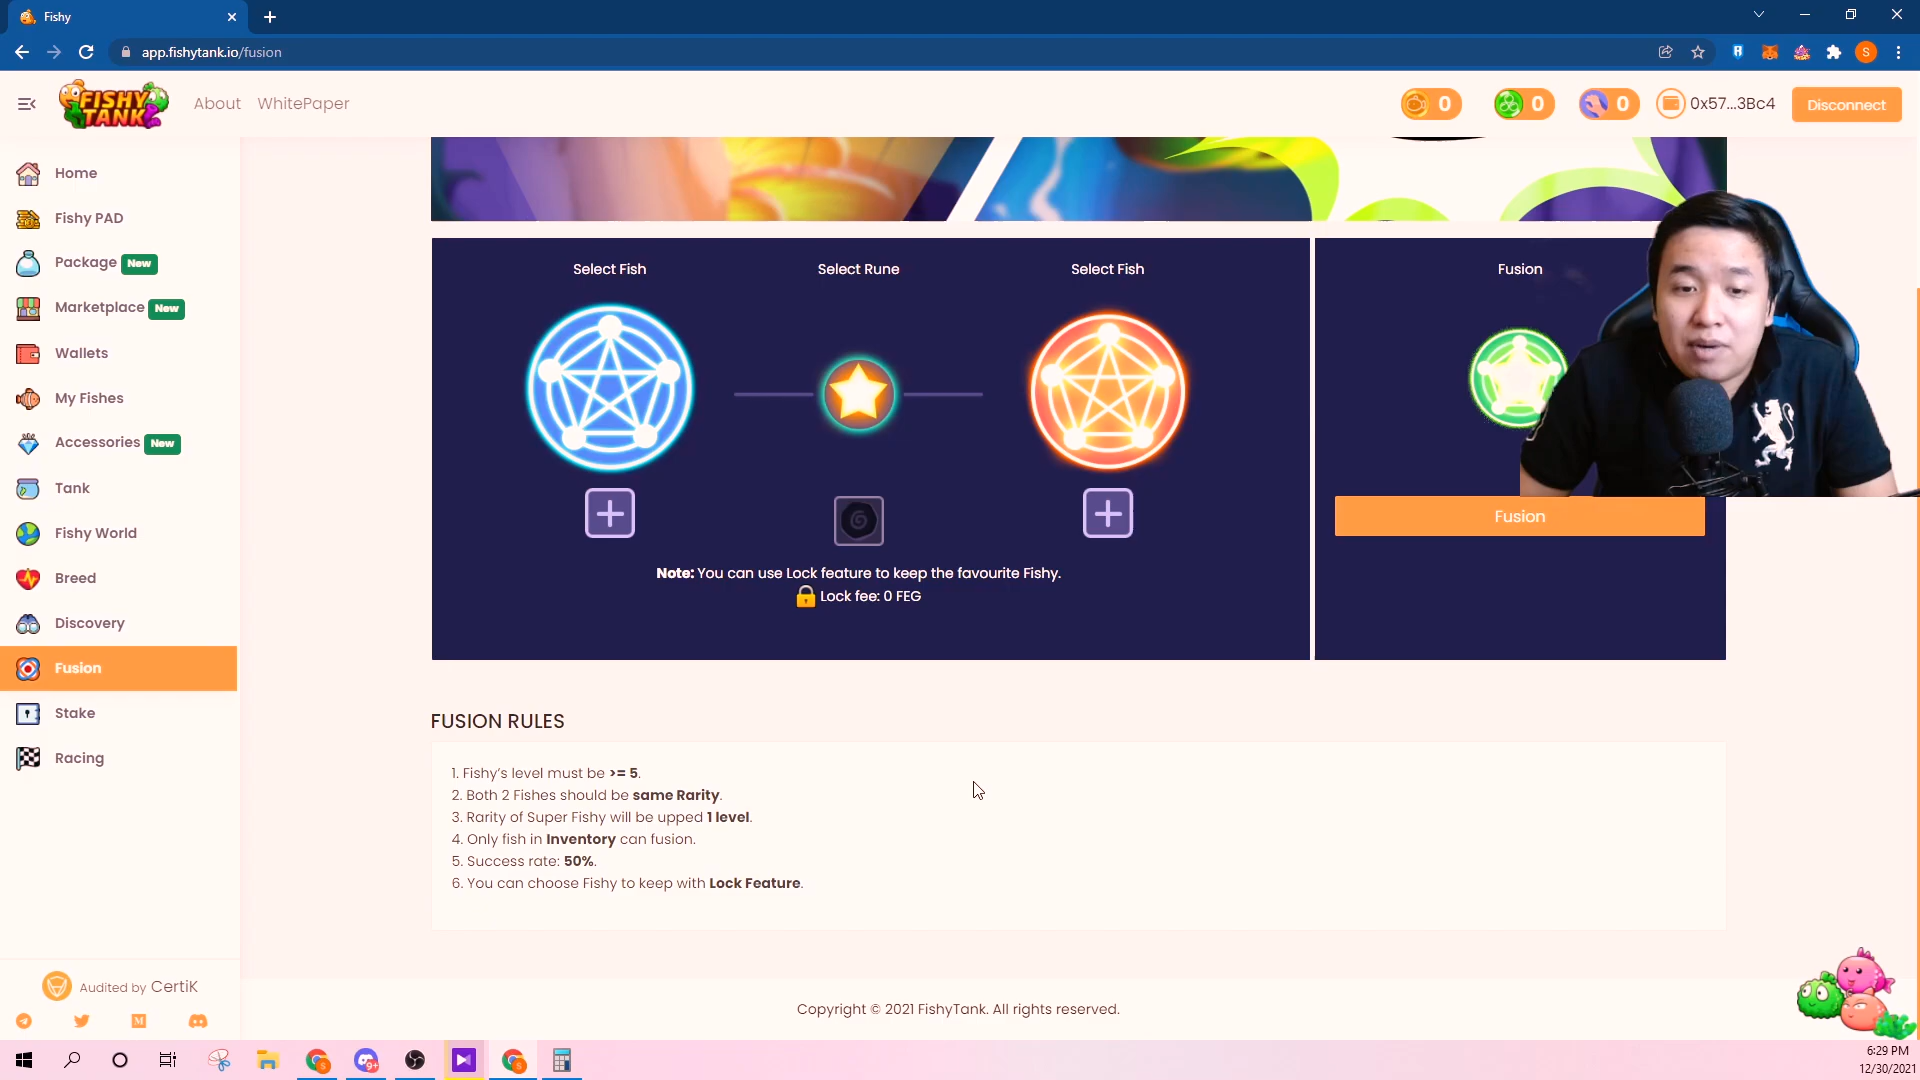 Fishy
app.fishytank.io/fusion
S
FISHY TANK
About WhitePaper
0 0 0 0x57...3Bc4 Disconnect
Home
Fishy PAD
Package New
Marketplace New
Wallets
My Fishes
Accessories New
Tank
Fishy World
Breed
Discovery
Fusion
Stake
Racing
Audited by CertiK
Select Fish Select Rune Select Fish
Note: You can use Lock feature to keep the favourite Fishy.
Lock fee: 0 FEG
Fusion
Fusion
FUSION RULES
1. Fishy's level must be >= 5.
2. Both 2 Fishes should be same Rarity.
3. Rarity of Super Fishy will be upped 1 level.
4. Only fish in Inventory can fusion.
5. Success rate: 50%.
6. You can choose Fishy to keep with Lock Feature.
Copyright © 2021 FishyTank. All rights reserved.
9+
6:29 PM
12/30/2021